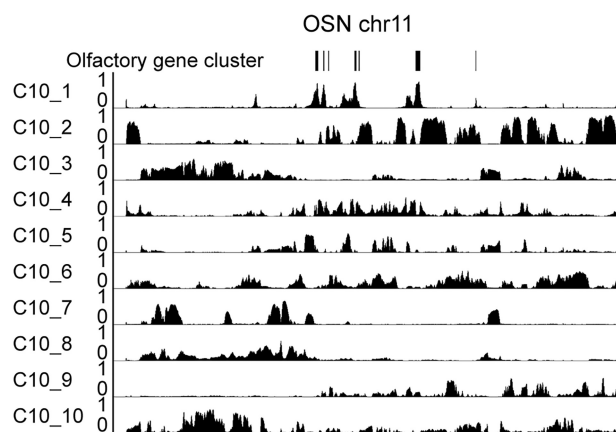 OSN chr11
Olfactory gene cluster
C10_1 1 0
C10_2 1 0
C10_3 1 0
C10_4 1 0
C10_5 1 0
C10_6 1 0
C10_7 1 0
C10_8 1 0
C10_9 1 0
C10_10 1 0